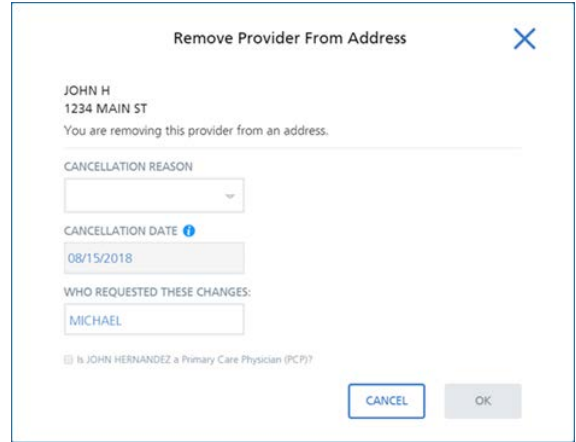 Remove Provider From Address
JOHN H
1234 MAIN ST
You are removing this provider from an address.
CANCELLATION REASON
CANCELLATION DATE i
08/15/2018
WHO REQUESTED THESE CHANGES:
MICHAEL
Is JOHN HERNANDEZ a Primary Care Physician (PCP)?
CANCEL OK